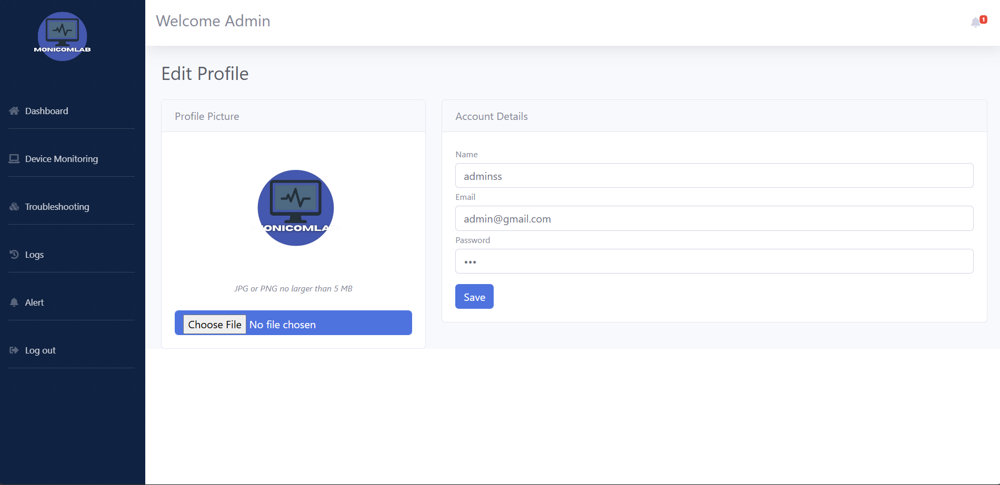 MONICOMLAB
Welcome Admin
1
Dashboard
Device Monitoring
Troubleshooting
Logs
Alert
Log out
Edit Profile
Profile Picture
ONICOMLA
JPG or PNG no larger than 5 MB
Choose File No file chosen
Account Details
Name
adminss
Email
admin@gmail.com
Password
•••
Save